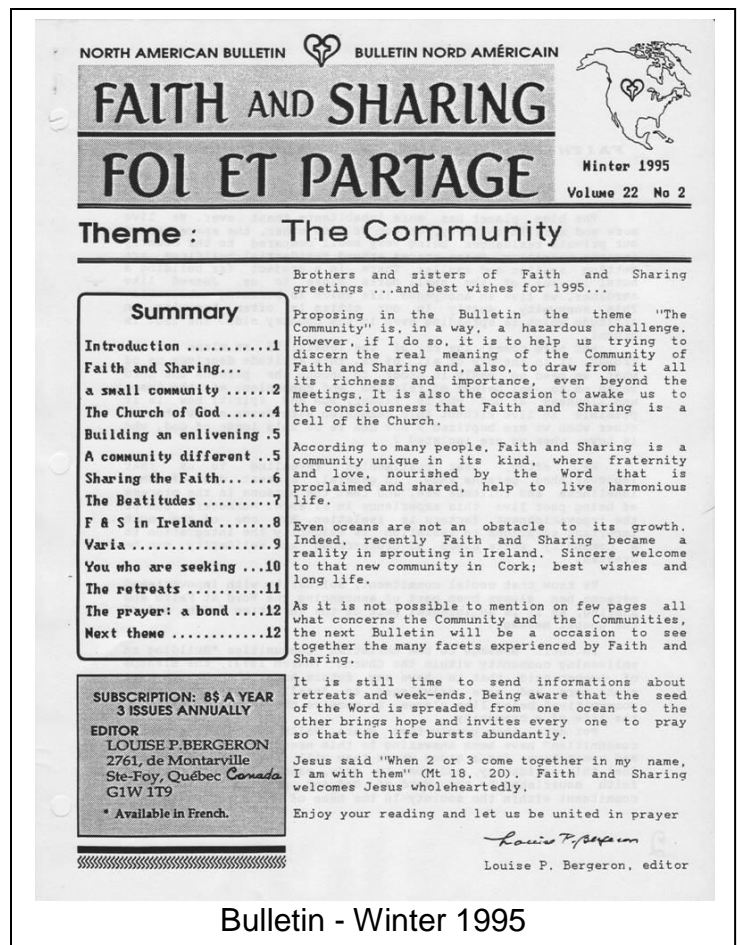 NORTH AMERICAN BULLETIN BULLETIN NORD AMÉRICAIN
FAITH AND SHARING
FOI ET PARTAGE
Winter 1995
Volume 22 No 2
Theme : The Community
Summary
Introduction ...........1
Faith and Sharing...
a small community ......2
The Church of God ......4
Building an enlivening .5
A community different ..5
Sharing the Faith... ...6
The Beatitudes .........7
F & S in Ireland .......8
Varia ..................9
You who are seeking ...10
The retreats ..........11
The prayer: a bond ....12
Next theme ............12
SUBSCRIPTION: 8$ A YEAR
3 ISSUES ANNUALLY
EDITOR
LOUISE P.BERGERON
2761, de Montarville
Ste-Foy, Québec Canada
G1W 1T9
* Available in French.
Brothers and sisters of Faith and Sharing
greetings ...and best wishes for 1995...
Proposing in the Bulletin the theme "The
Community" is, in a way, a hazardous challenge.
However, if I do so, it is to help us trying to
discern the real meaning of the Community of
Faith and Sharing and, also, to draw from it all
its richness and importance, even beyond the
meetings. It is also the occasion to awake us to
the consciousness that Faith and Sharing is a
cell of the Church.
According to many people, Faith and Sharing is a
community unique in its kind, where fraternity
and love, nourished by the Word that is
proclaimed and shared, help to live harmonious
life.
Even oceans are not an obstacle to its growth.
Indeed, recently Faith and Sharing became a
reality in sprouting in Ireland. Sincere welcome
to that new community in Cork; best wishes and
long life.
As it is not possible to mention on few pages all
what concerns the Community and the Communities,
the next Bulletin will be a occasion to see
together the many facets experienced by Faith and
Sharing.
It is still time to send informations about
retreats and week-ends. Being aware that the seed
of the Word is spreaded from one ocean to the
other brings hope and invites every one to pray
so that the life bursts abundantly.
Jesus said "When 2 or 3 come together in my name,
I am with them" (Mt 18, 20). Faith and Sharing
welcomes Jesus wholeheartedly.
Enjoy your reading and let us be united in prayer
Louise P. Bergeron
Louise P. Bergeron, editor
Bulletin - Winter 1995